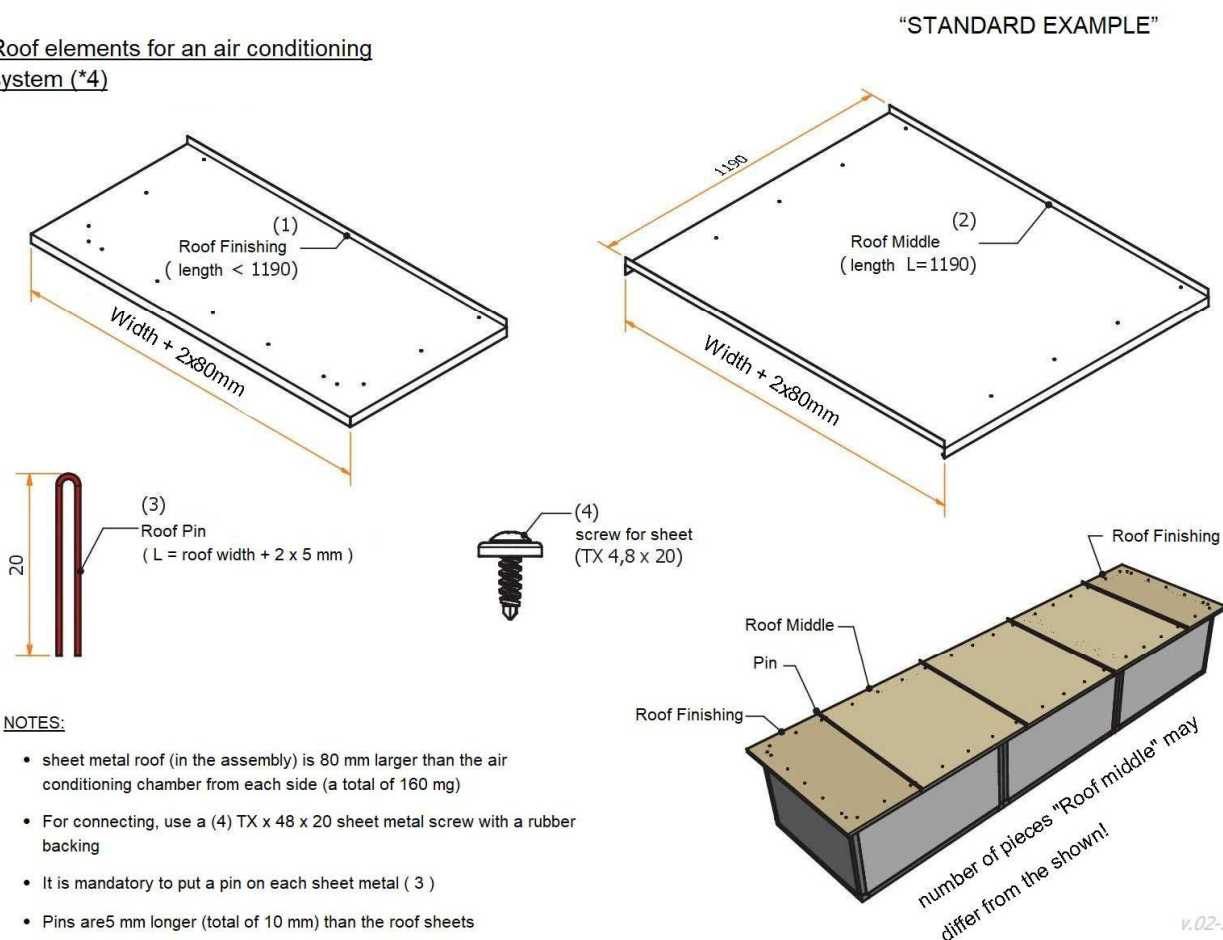 “STANDARD EXAMPLE”
Roof elements for an air conditioning
system (*4)
(1)
Roof Finishing
( length < 1190)
Width + 2x80mm
1190
(2)
Roof Middle
( length L=1190)
Width + 2x80mm
20
(3)
Roof Pin
( L = roof width + 2 x 5 mm )
(4)
screw for sheet
(TX 4,8 x 20)
Roof Finishing
Roof Middle
Pin
Roof Finishing
number of pieces "Roof middle" may
differ from the shown!
NOTES:
• sheet metal roof (in the assembly) is 80 mm larger than the air
conditioning chamber from each side (a total of 160 mg)
• For connecting, use a (4) TX x 48 x 20 sheet metal screw with a rubber
backing
• It is mandatory to put a pin on each sheet metal ( 3 )
• Pins are5 mm longer (total of 10 mm) than the roof sheets
v.02-